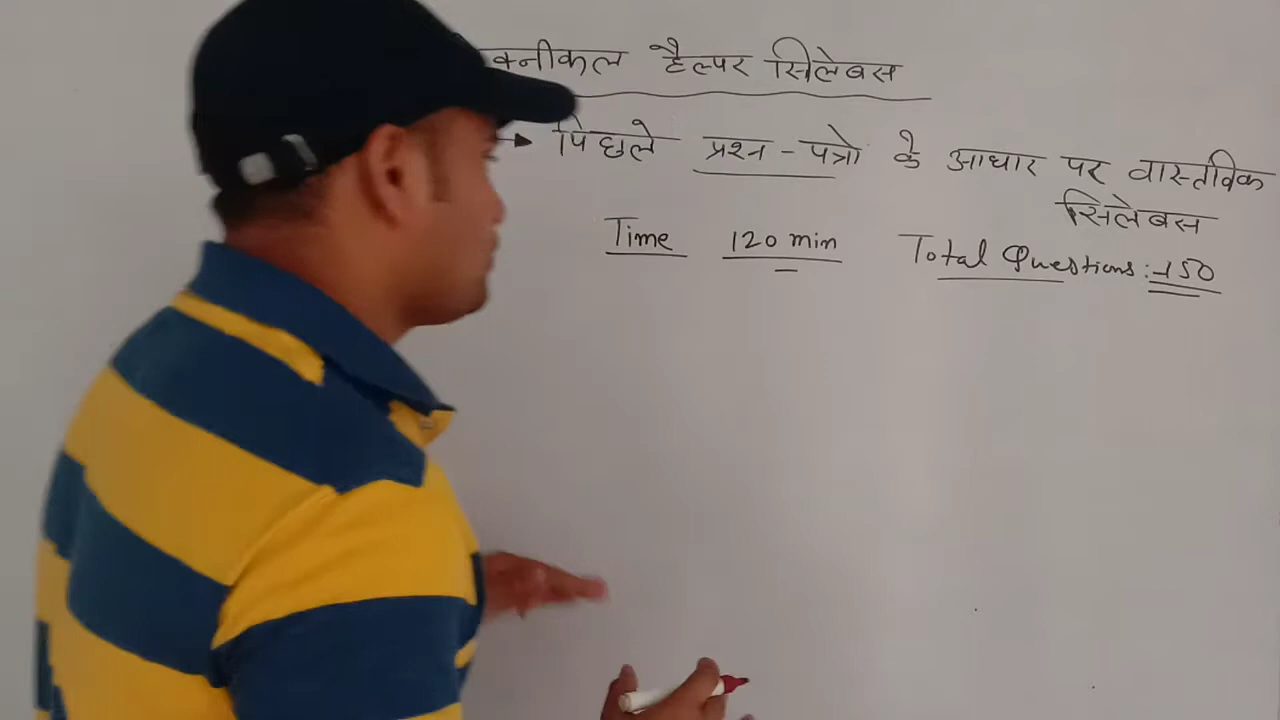 क्नीकल हैल्पर सिलेबस
पिछले प्रश्न - पत्रो के आधार पर वास्तविक
सिलेबस
Time 120 min Total Questions:- 150